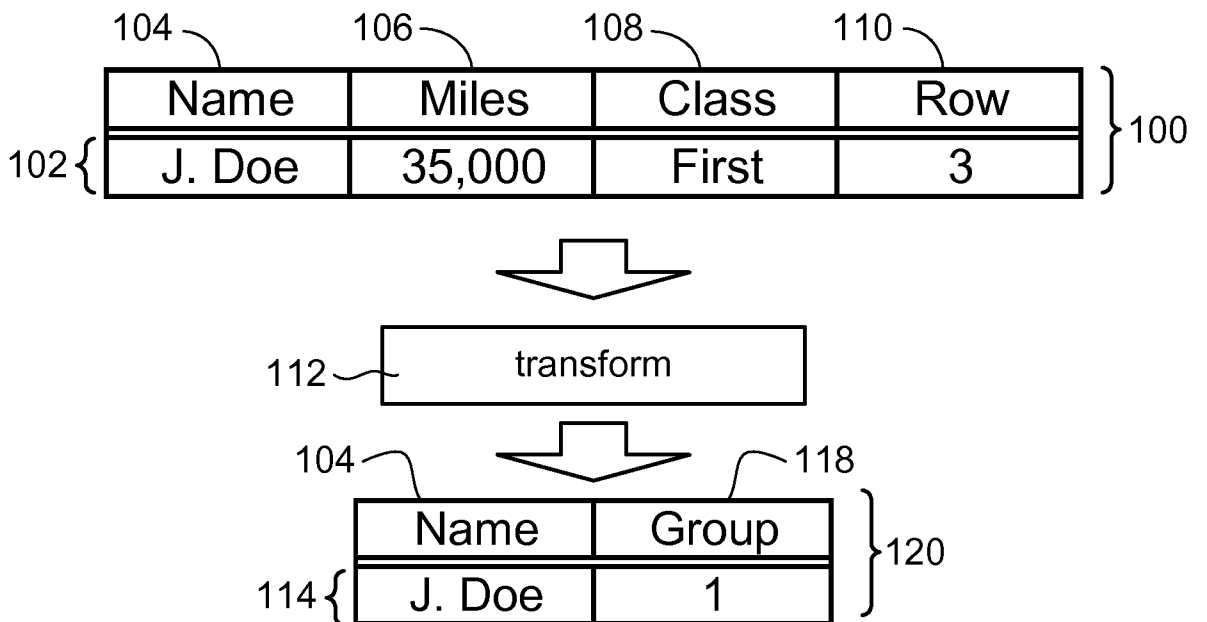 104 106 108 110
Name Miles Class Row
100
102 J. Doe 35,000 First 3
112 transform
104 118
Name Group
120
114 J. Doe 1